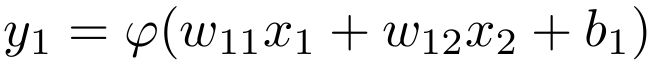 y₁ = φ(w₁₁x₁ + w₁₂x₂ + b₁)